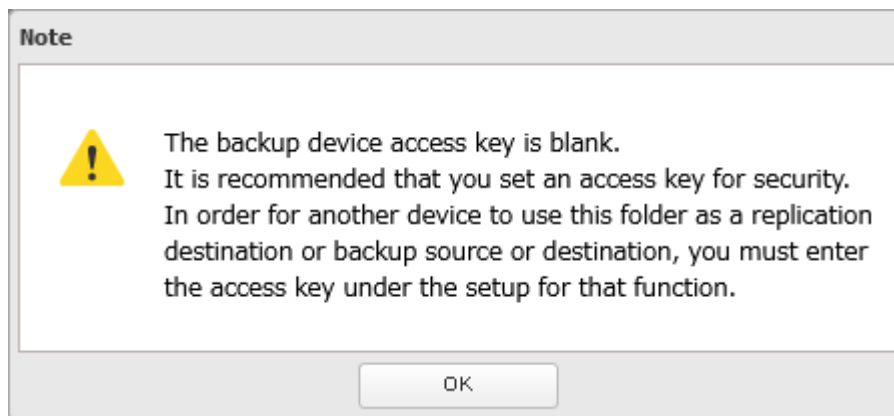 Note
The backup device access key is blank.
It is recommended that you set an access key for security.
In order for another device to use this folder as a replication
destination or backup source or destination, you must enter
the access key under the setup for that function.
OK